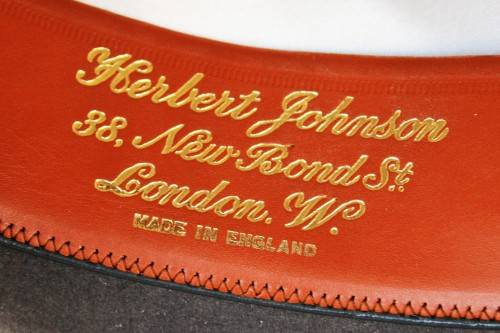 Herbert Johnson
38, New Bond St.
London. W.
MADE IN ENGLAND